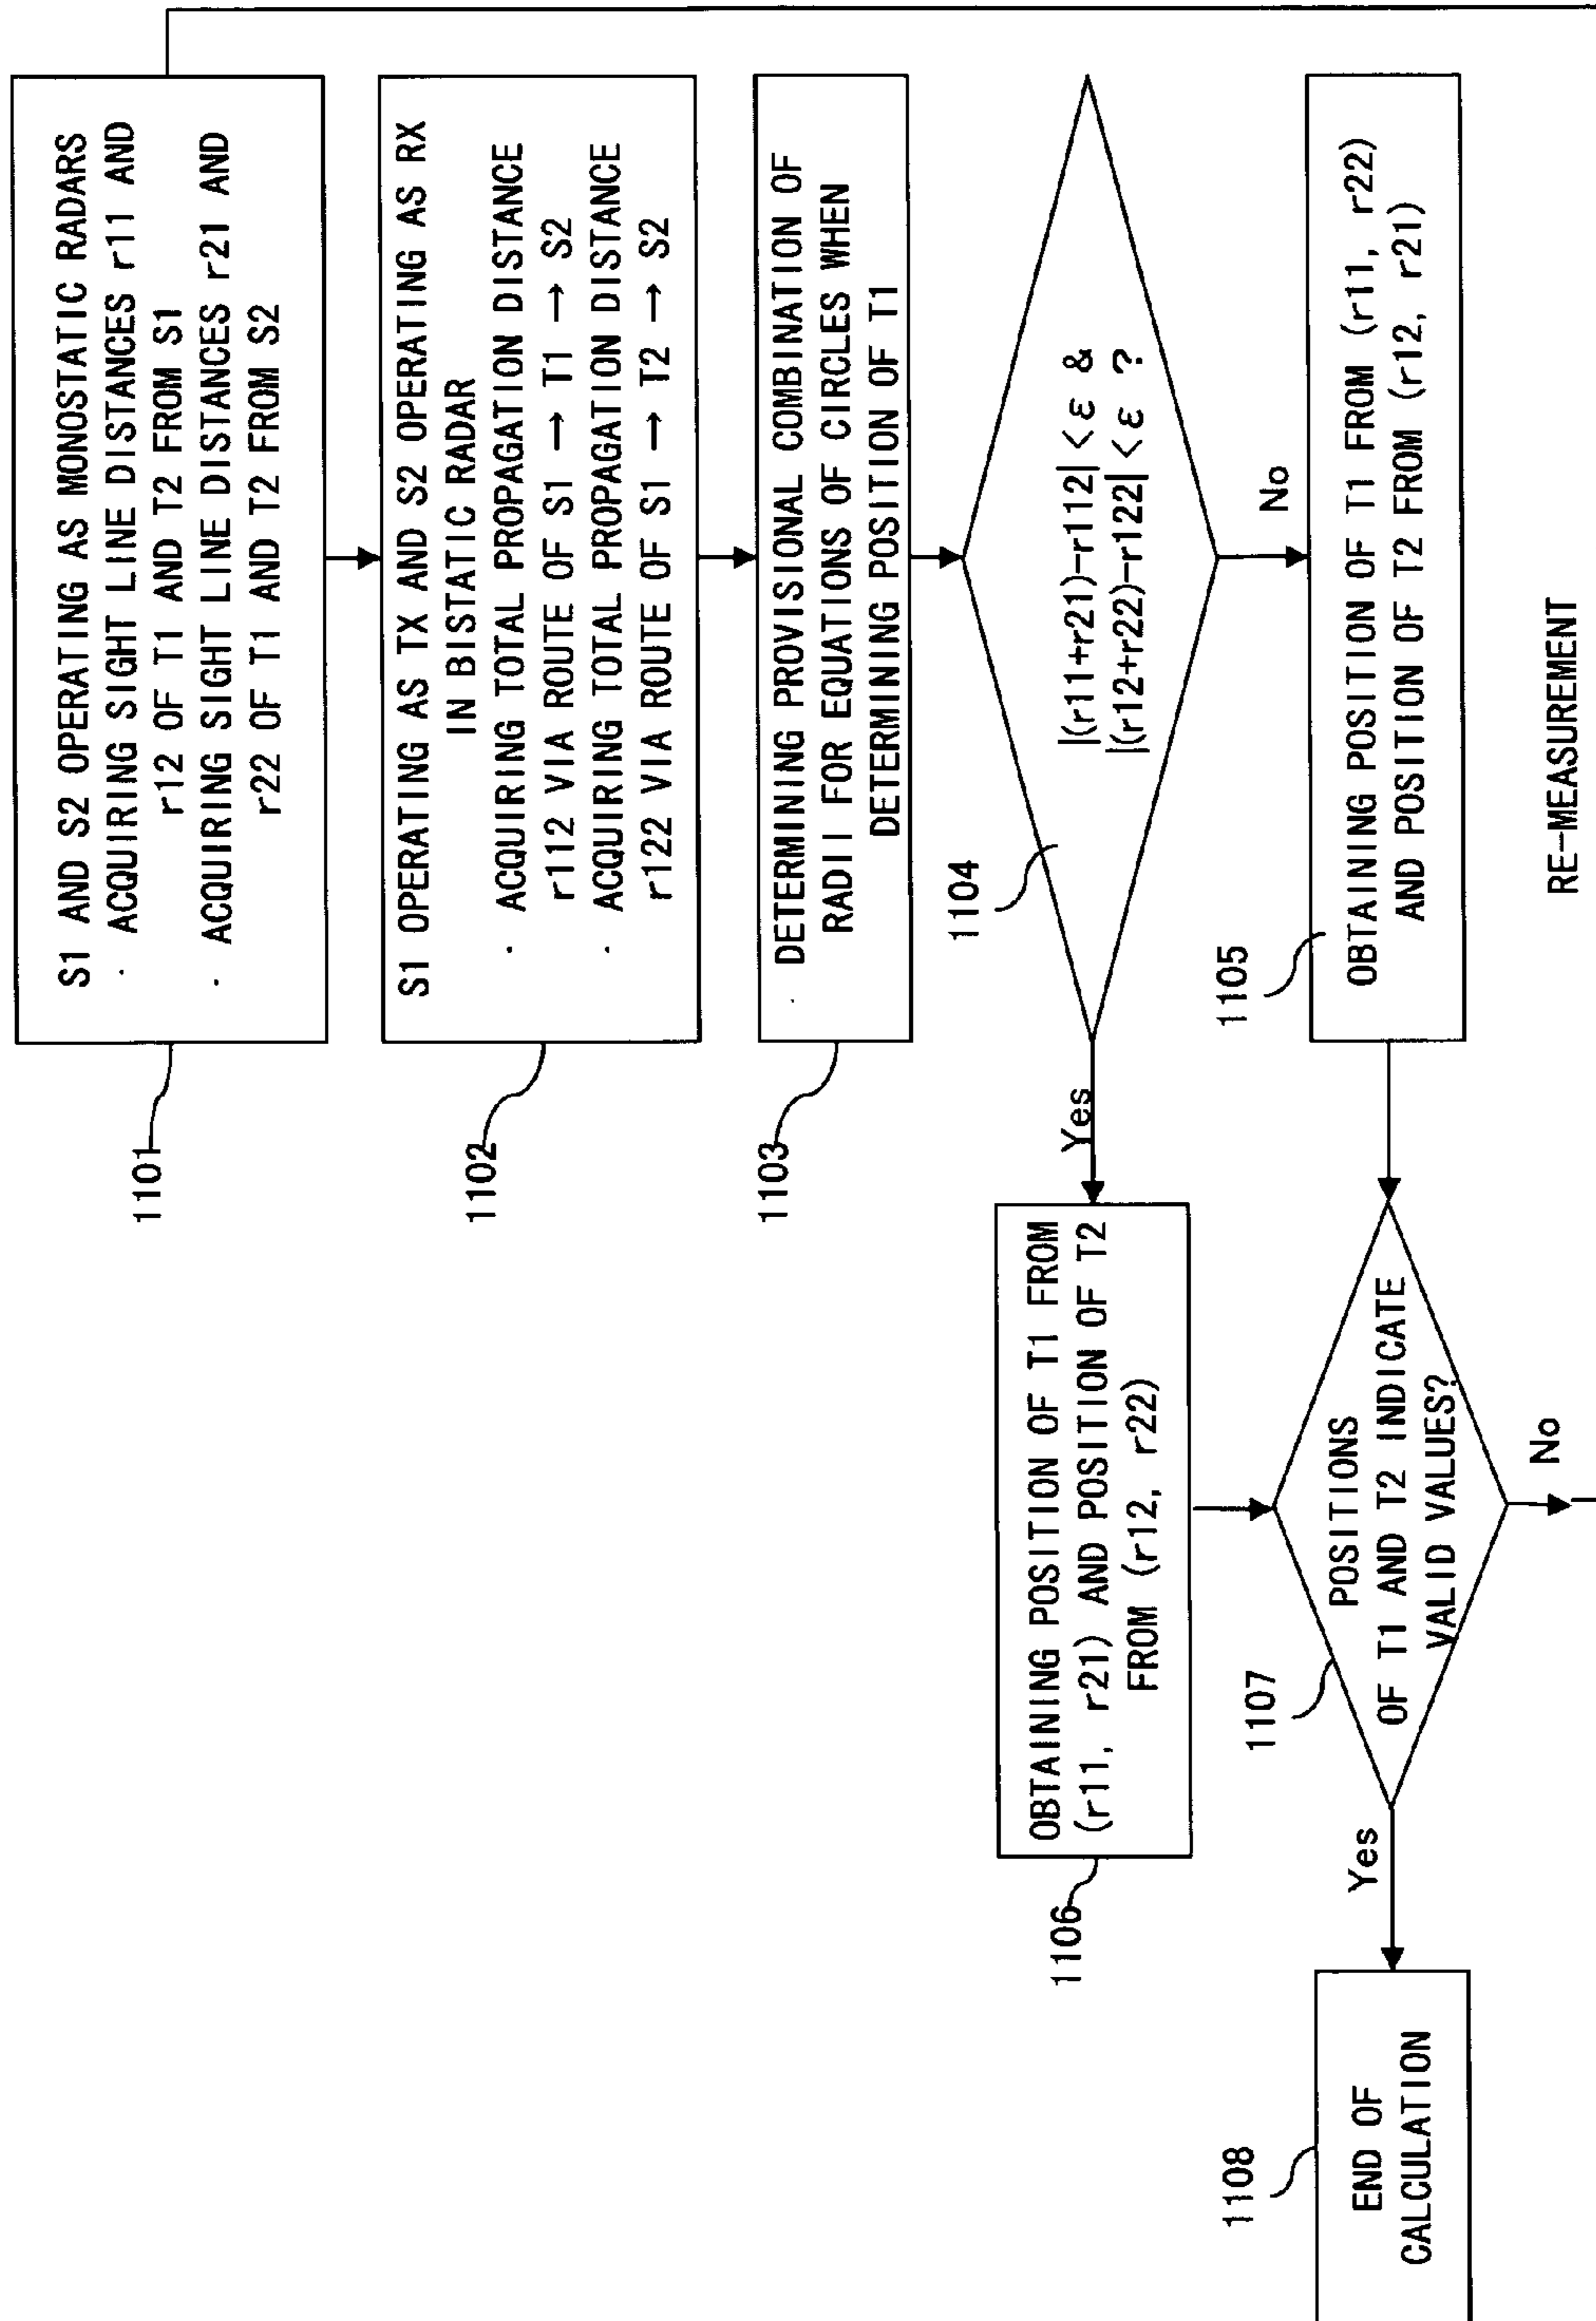 S1 AND S2 OPERATING AS MONOSTATIC RADARS
· ACQUIRING SIGHT LINE DISTANCES r11 AND
r12 OF T1 AND T2 FROM S1
· ACQUIRING SIGHT LINE DISTANCES r21 AND
r22 OF T1 AND T2 FROM S2
1101
S1 OPERATING AS TX AND S2 OPERATING AS RX
IN BISTATIC RADAR
· ACQUIRING TOTAL PROPAGATION DISTANCE
r112 VIA ROUTE OF S1 → T1 → S2
· ACQUIRING TOTAL PROPAGATION DISTANCE
r122 VIA ROUTE OF S1 → T2 → S2
1102
· DETERMINING PROVISIONAL COMBINATION OF
RADII FOR EQUATIONS OF CIRCLES WHEN
DETERMINING POSITION OF T1
1103
1104
|(r11+r21)-r112| <ε &
|(r12+r22)-r122| <ε ?
Yes
No
1105
OBTAINING POSITION OF T1 FROM (r11, r22)
AND POSITION OF T2 FROM (r12, r21)
OBTAINING POSITION OF T1 FROM
(r11, r21) AND POSITION OF T2
FROM (r12, r22)
1106
1107
POSITIONS
OF T1 AND T2 INDICATE
VALID VALUES?
Yes
No
RE-MEASUREMENT
1108
END OF
CALCULATION